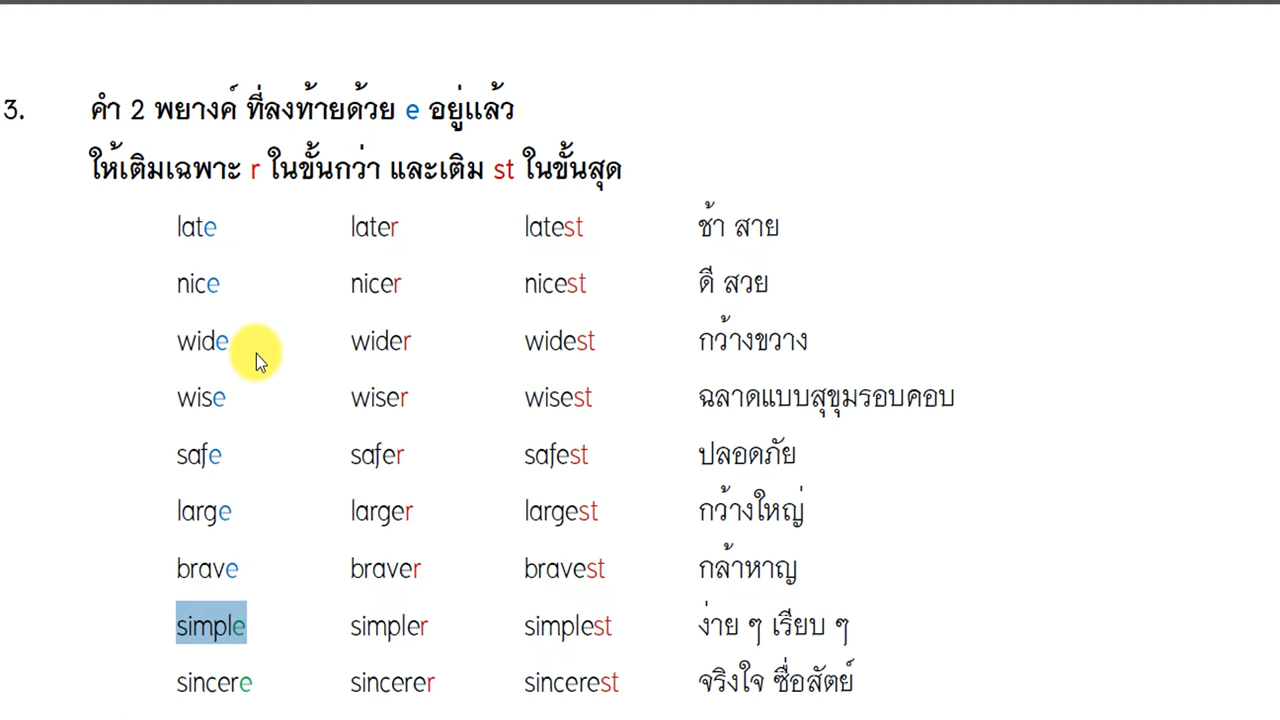 3. คำ 2 พยางค์ ที่ลงท้ายด้วย e อยู่แล้ว
ให้เติมเฉพาะ r ในขั้นกว่า และเติม st ในขั้นสุด
late later latest ช้า สาย
nice nicer nicest ดี สวย
wide wider widest กว้างขวาง
wise wiser wisest ฉลาดแบบสุขุมรอบคอบ
safe safer safest ปลอดภัย
large larger largest กว้างใหญ่
brave braver bravest กล้าหาญ
simple simpler simplest ง่าย ๆ เรียบ ๆ
sincere sincerer sincerest จริงใจ ซื่อสัตย์